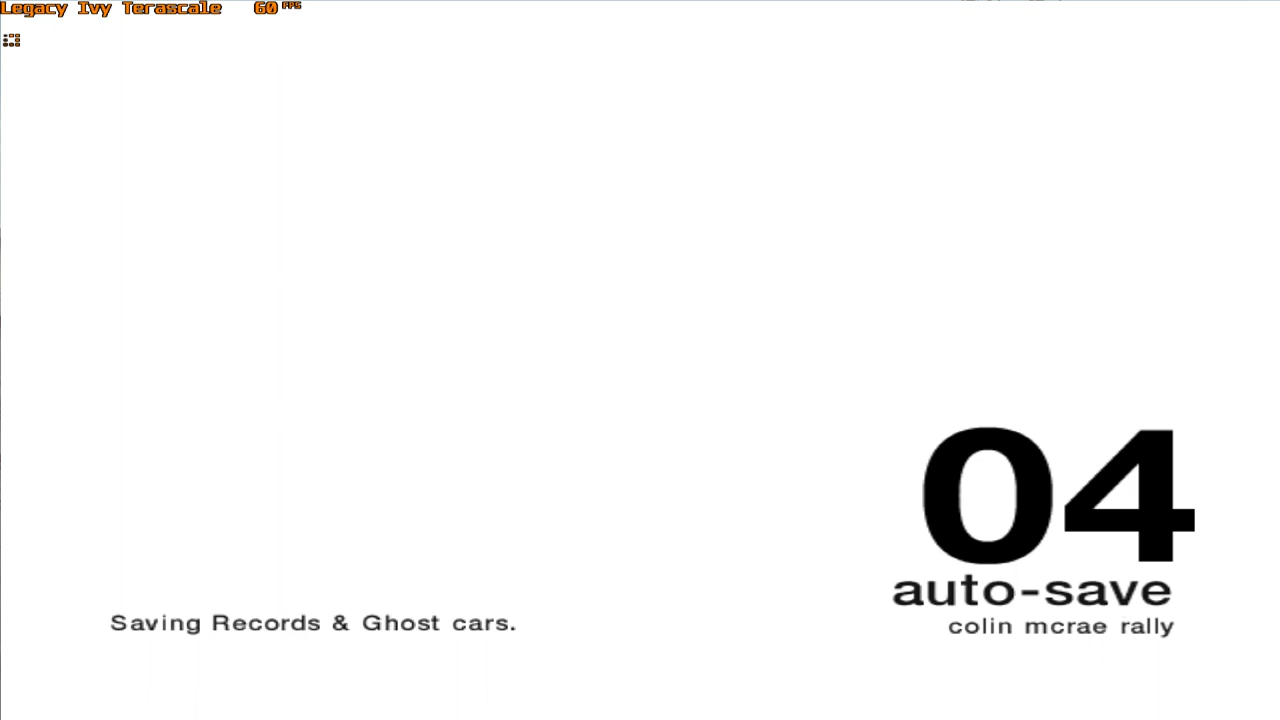 Legacy Ivy Terascale 60 FPS
04
auto-save
Saving Records & Ghost cars.
colin mcrae rally